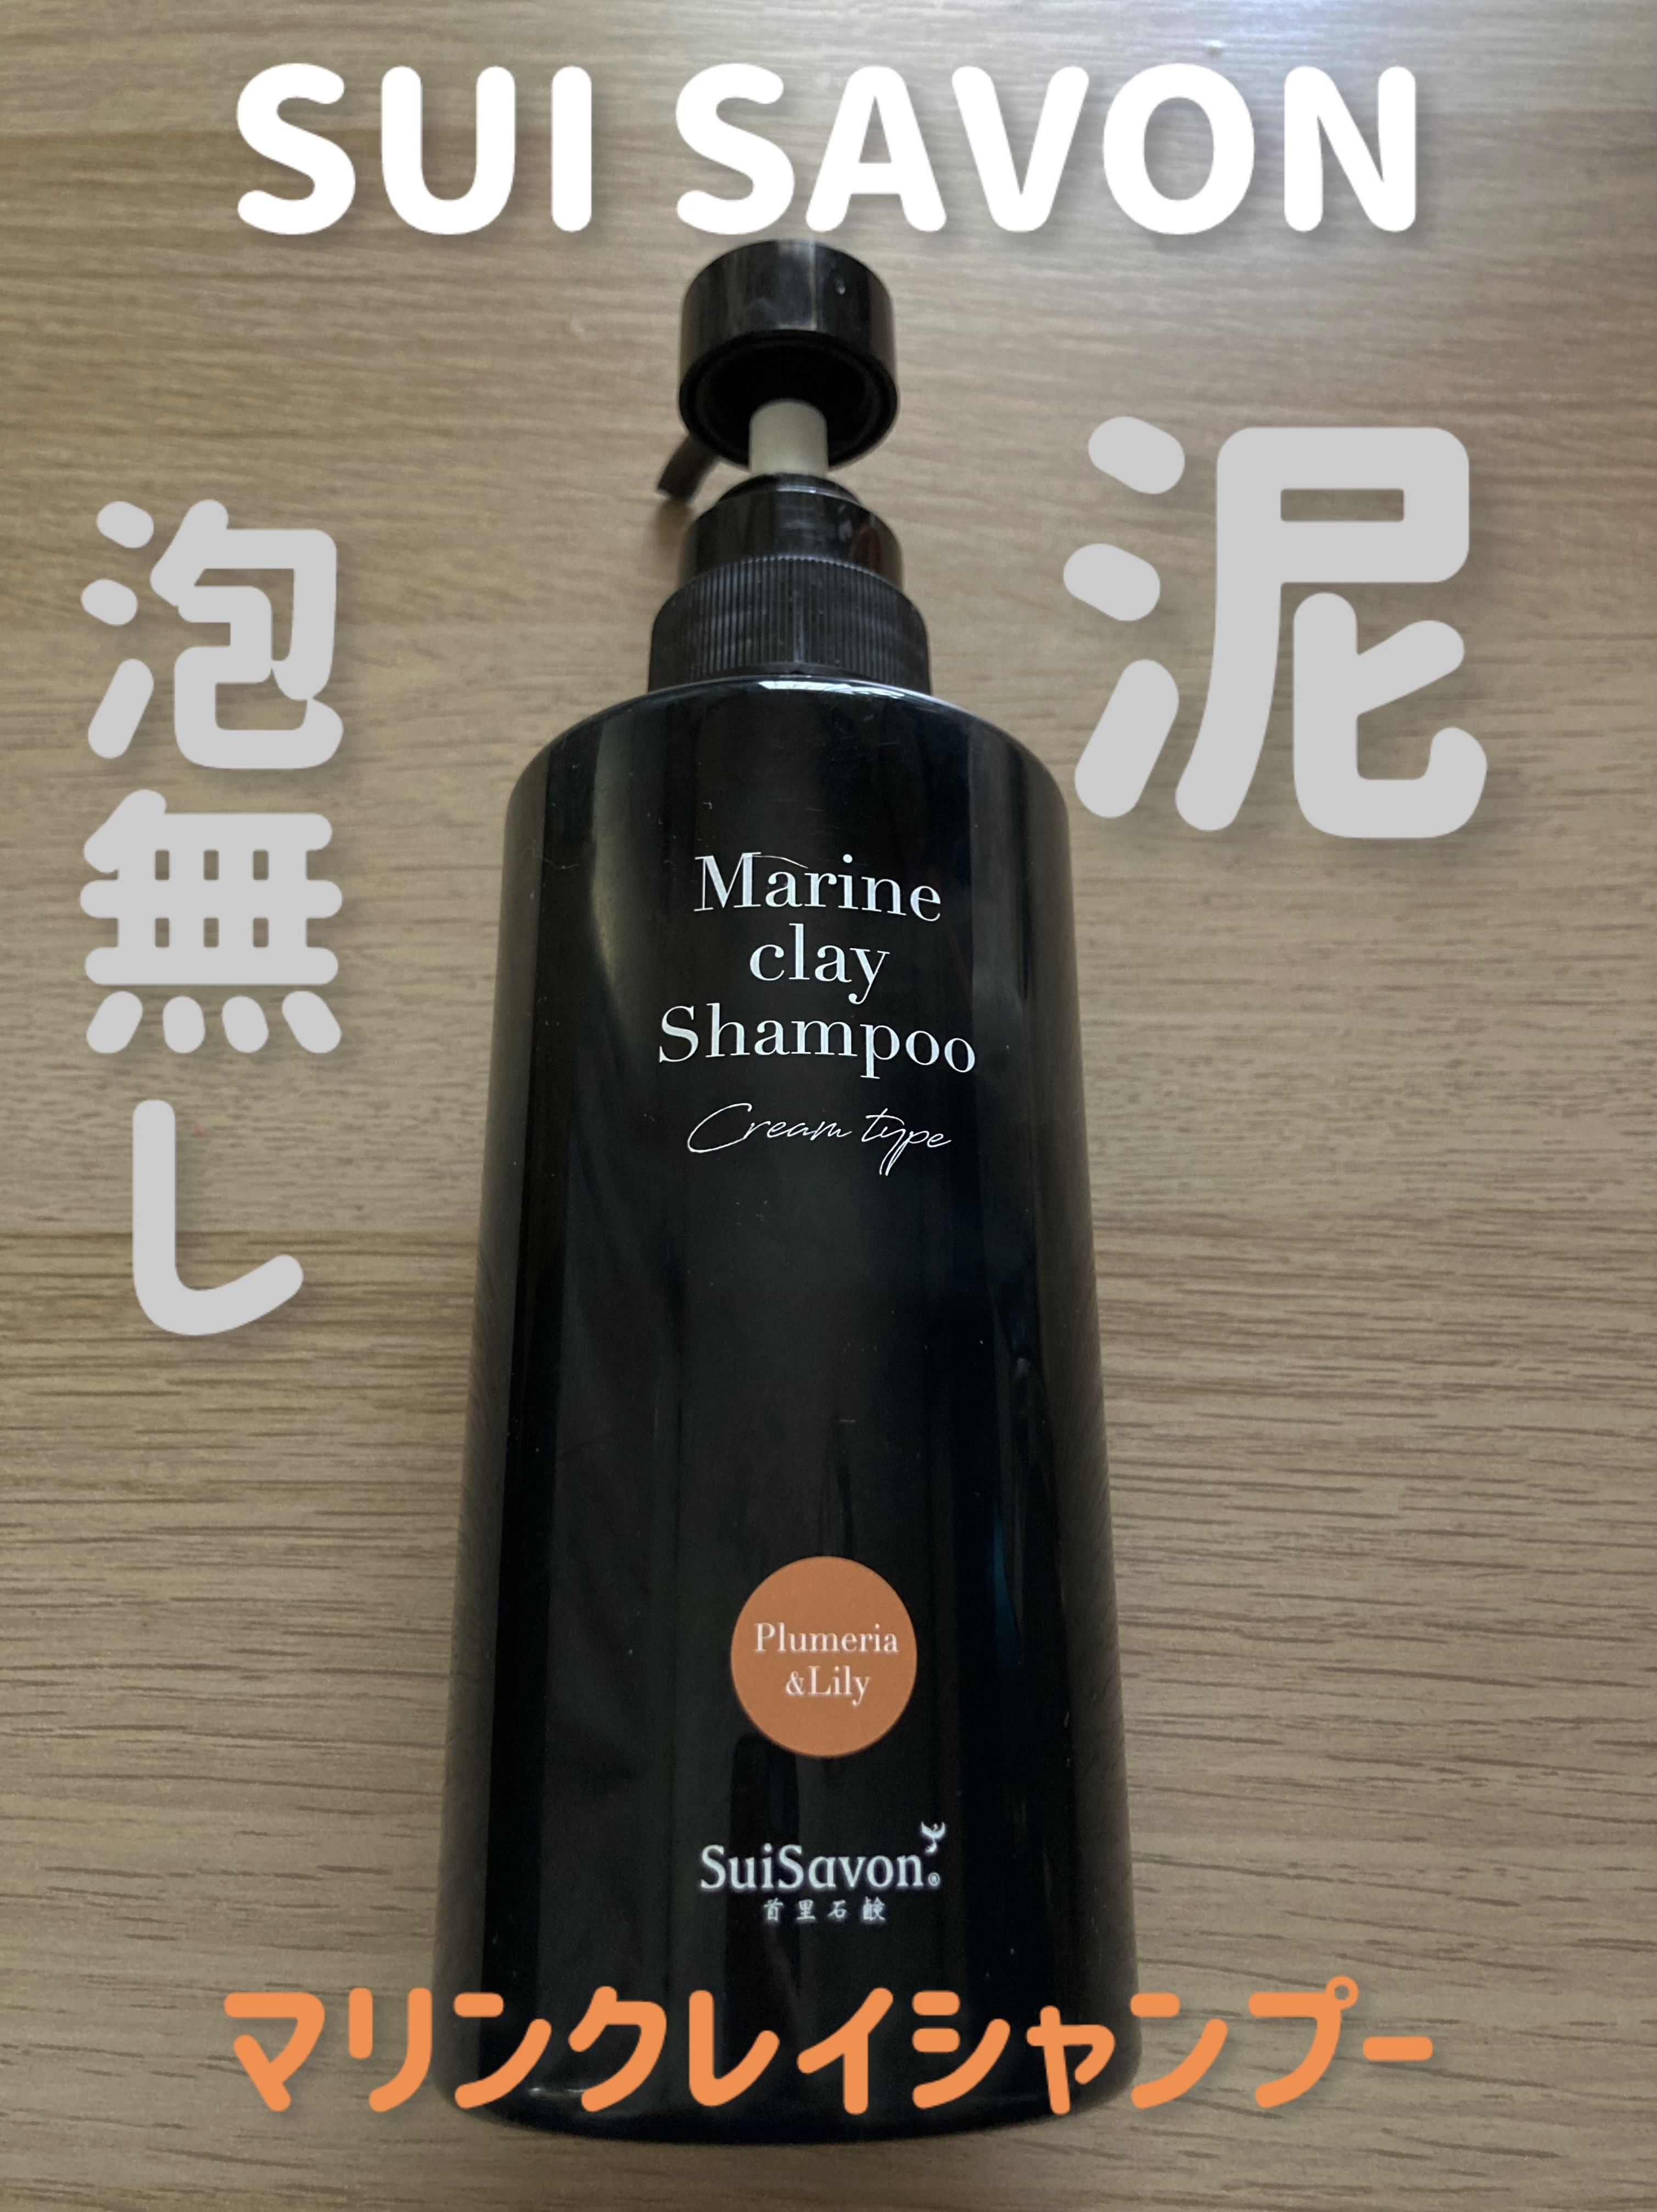 SUI SAVON
泥
泡無し
Marine
clay
Shampoo
Cream type
Plumeria
&Lily
SuiSavon®
首里石鹸
マリンクレイシャンプー